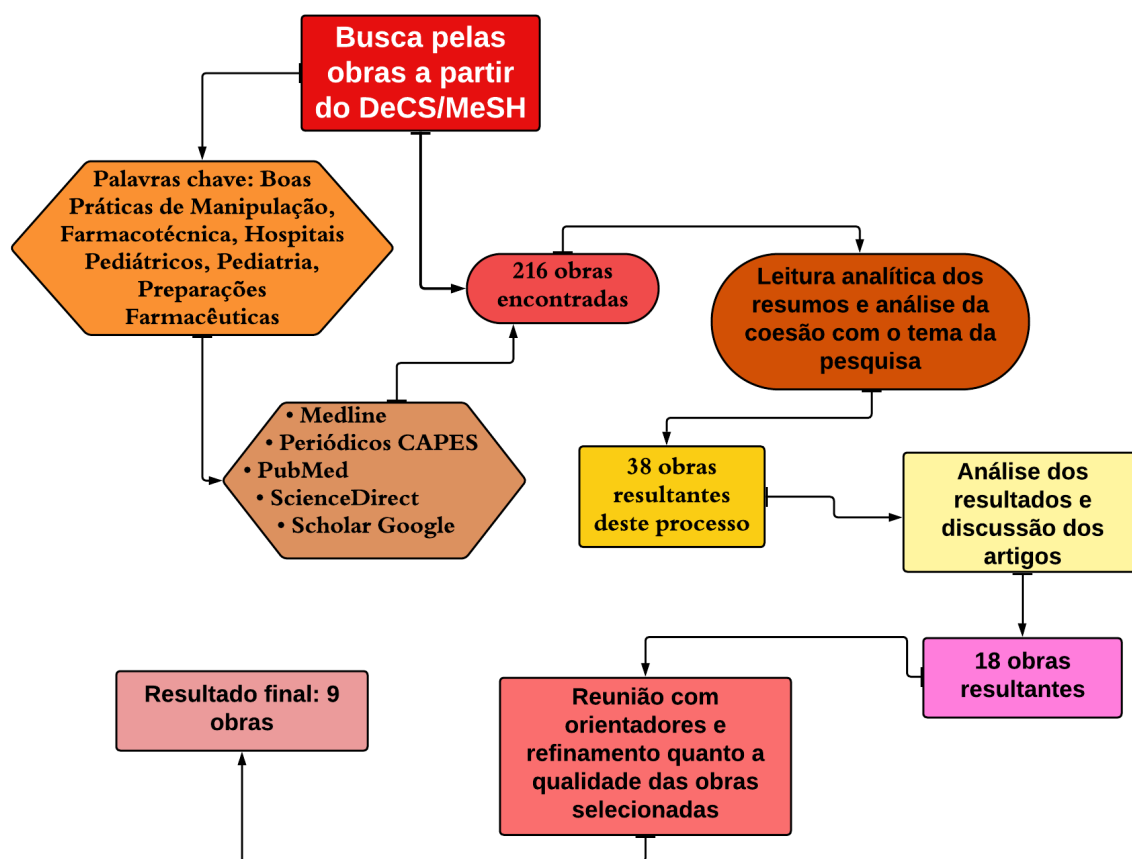 Busca pelas
obras a partir
do DeCS/MeSH
Palavras chave: Boas
Práticas de Manipulação,
Farmacotécnica, Hospitais
Pediátricos, Pediatria,
Preparações
Farmacêuticas
216 obras
encontradas
Leitura analítica dos
resumos e análise da
coesão com o tema da
pesquisa
• Medline
• Periódicos CAPES
• PubMed
• ScienceDirect
• Scholar Google
38 obras
resultantes
deste processo
Análise dos
resultados e
discussão dos
artigos
18 obras
resultantes
Reunião com
orientadores e
refinamento quanto a
qualidade das obras
selecionadas
Resultado final: 9
obras